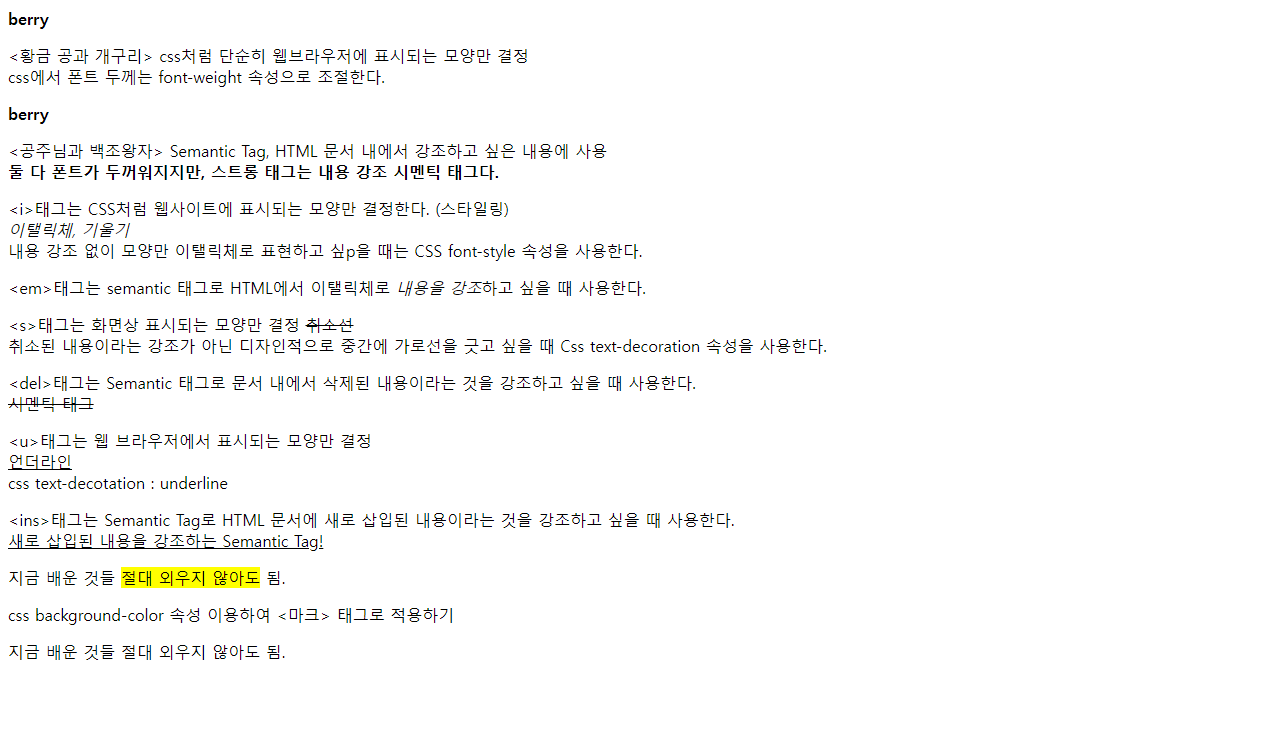 berry
<황금 공과 개구리> css처럼 단순히 웹브라우저에 표시되는 모양만 결정
css에서 폰트 두께는 font-weight 속성으로 조절한다.
berry
<공주님과 백조왕자> Semantic Tag, HTML 문서 내에서 강조하고 싶은 내용에 사용
둘 다 폰트가 두꺼워지지만, 스트롱 태그는 내용 강조 시멘틱 태그다.
<i>태그는 CSS처럼 웹사이트에 표시되는 모양만 결정한다. (스타일링)
이탤릭체, 기울기
내용 강조 없이 모양만 이탤릭체로 표현하고 싶p을 때는 CSS font-style 속성을 사용한다.
<em>태그는 semantic 태그로 HTML에서 이탤릭체로 내용을 강조하고 싶을 때 사용한다.
<s>태그는 화면상 표시되는 모양만 결정 취소선
취소된 내용이라는 강조가 아닌 디자인적으로 중간에 가로선을 긋고 싶을 때 Css text-decoration 속성을 사용한다.
<del>태그는 Semantic 태그로 문서 내에서 삭제된 내용이라는 것을 강조하고 싶을 때 사용한다.
시멘틱 태그
<u>태그는 웹 브라우저에서 표시되는 모양만 결정
언더라인
css text-decotation : underline
<ins>태그는 Semantic Tag로 HTML 문서에 새로 삽입된 내용이라는 것을 강조하고 싶을 때 사용한다.
새로 삽입된 내용을 강조하는 Semantic Tag!
지금 배운 것들 절대 외우지 않아도 됨.
css background-color 속성 이용하여 <마크> 태그로 적용하기
지금 배운 것들 절대 외우지 않아도 됨.